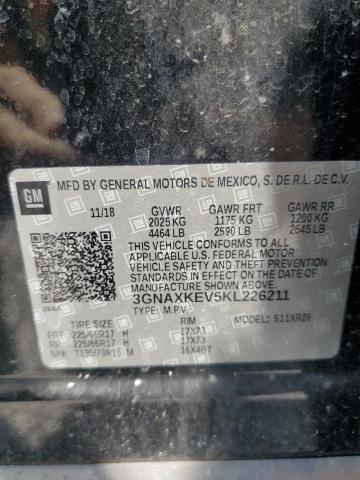 GM
MFD BY GENERAL MOTORS DE MEXICO, S. DE R.L. DE C.V.
11/18 GVWR GAWR FRT GAWR RR
2025 KG 1175 KG 1200 KG
4464 LB 2590 LB 2645 LB
THIS VEHICLE CONFORMS TO ALL
APPLICABLE U.S. FEDERAL MOTOR
VEHICLE SAFETY, BUMPER, AND THEFT
PREVENTION STANDARDS IN EFFECT ON
THE DATE OF MANUFACTURE SHOWN ABOVE.
3GNAXKEV5KL226211
TYPE: M.P.V. MODEL: 511XR26
TIRE SIZE RIM
FRT 225/65R17 H 17X7J
RR 225/65R17 H 17X7J
SPA T135/70R16 M 16X4BT